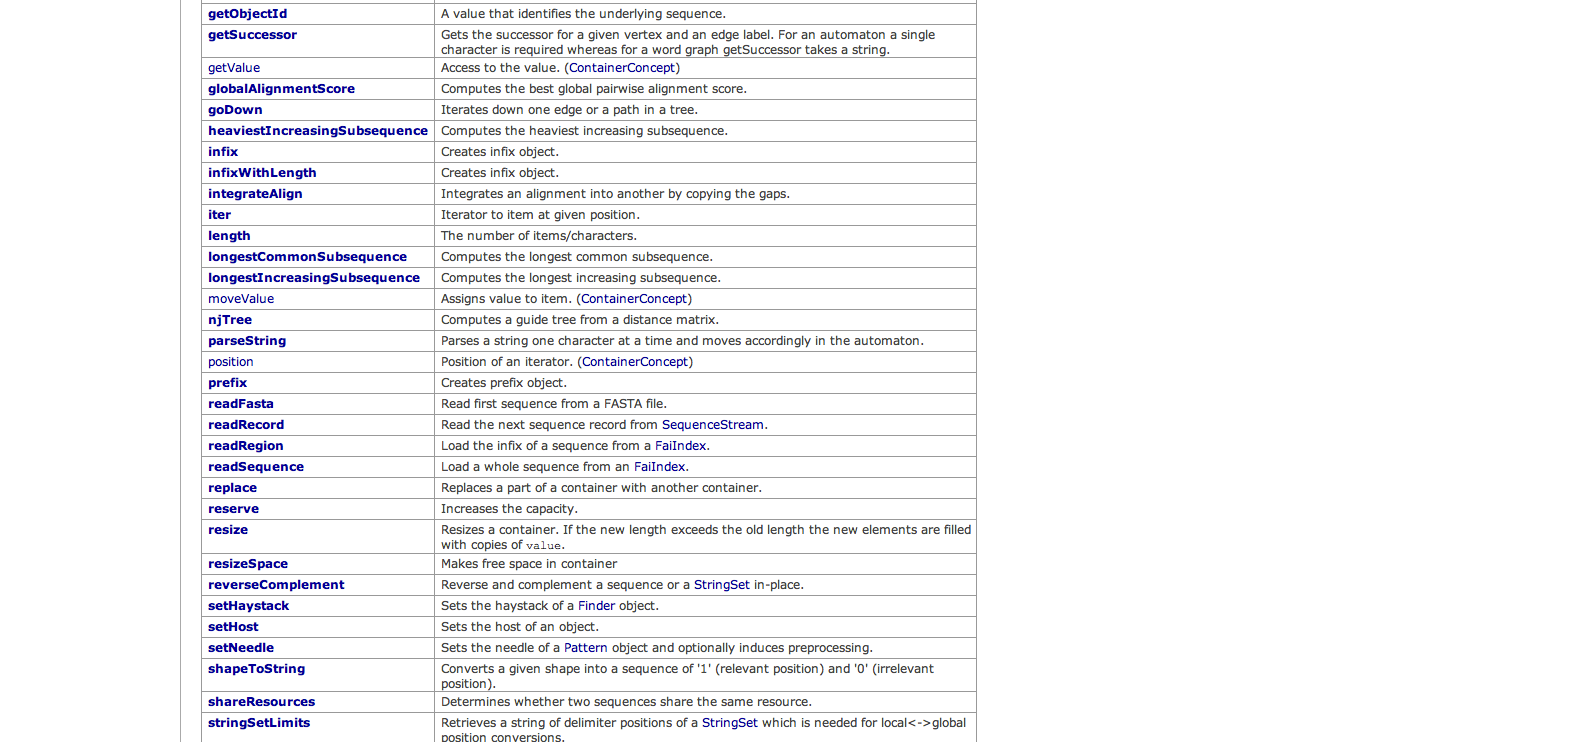 getObjectId A value that identifies the underlying sequence.
getSuccessor Gets the successor for a given vertex and an edge label. For an automaton a single
character is required whereas for a word graph getSuccessor takes a string.
getValue Access to the value. (ContainerConcept)
globalAlignmentScore Computes the best global pairwise alignment score.
goDown Iterates down one edge or a path in a tree.
heaviestIncreasingSubsequence Computes the heaviest increasing subsequence.
infix Creates infix object.
infixWithLength Creates infix object.
integrateAlign Integrates an alignment into another by copying the gaps.
iter Iterator to item at given position.
length The number of items/characters.
longestCommonSubsequence Computes the longest common subsequence.
longestIncreasingSubsequence Computes the longest increasing subsequence.
moveValue Assigns value to item. (ContainerConcept)
njTree Computes a guide tree from a distance matrix.
parseString Parses a string one character at a time and moves accordingly in the automaton.
position Position of an iterator. (ContainerConcept)
prefix Creates prefix object.
readFasta Read first sequence from a FASTA file.
readRecord Read the next sequence record from SequenceStream.
readRegion Load the infix of a sequence from a FaiIndex.
readSequence Load a whole sequence from an FaiIndex.
replace Replaces a part of a container with another container.
reserve Increases the capacity.
resize Resizes a container. If the new length exceeds the old length the new elements are filled
with copies of value.
resizeSpace Makes free space in container
reverseComplement Reverse and complement a sequence or a StringSet in-place.
setHaystack Sets the haystack of a Finder object.
setHost Sets the host of an object.
setNeedle Sets the needle of a Pattern object and optionally induces preprocessing.
shapeToString Converts a given shape into a sequence of '1' (relevant position) and '0' (irrelevant
position).
shareResources Determines whether two sequences share the same resource.
stringSetLimits Retrieves a string of delimiter positions of a StringSet which is needed for local<->global
position conversions.